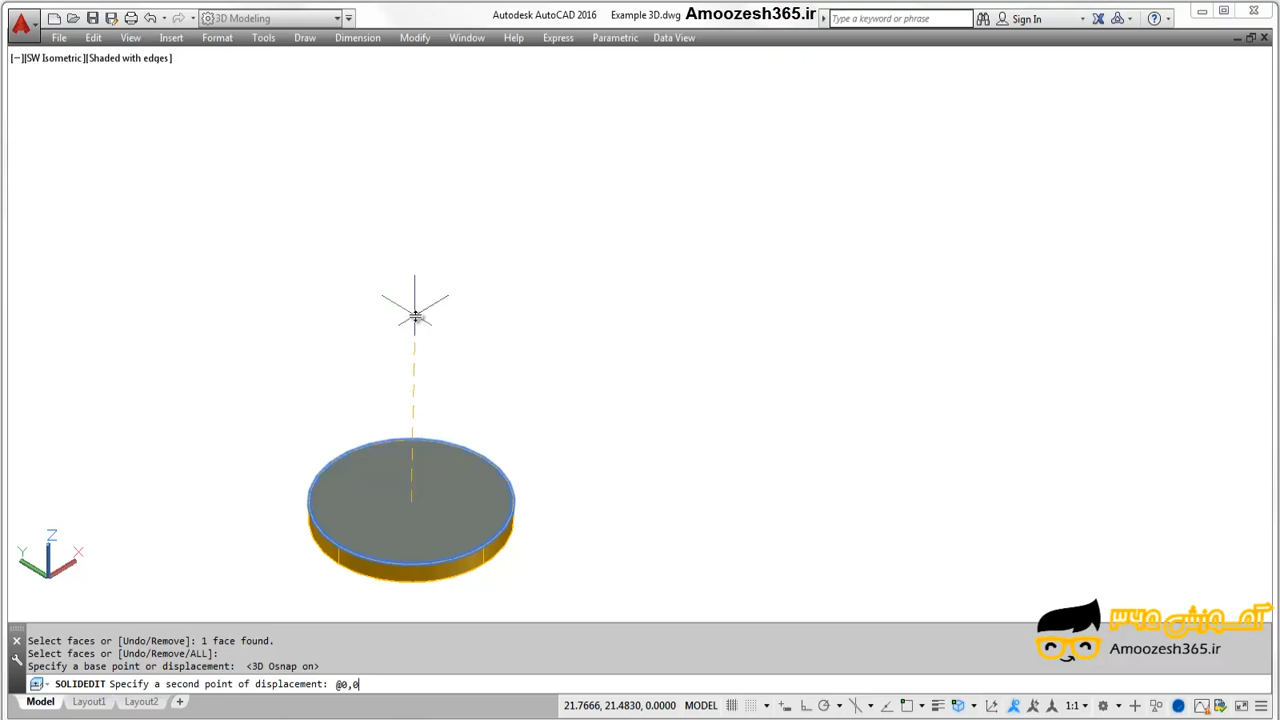 3D Modeling
Autodesk AutoCAD 2016 Example 3D.dwg Amoozesh365.ir
Type a keyword or phrase
Sign In
File Edit View Insert Format Tools Draw Dimension Modify Window Help Express Parametric Data View
[−][SW Isometric][Shaded with edges]
Z
Y
X
Select faces or [Undo/Remove]: 1 face found.
Select faces or [Undo/Remove/ALL]:
Specify a base point or displacement: <3D Osnap on>
SOLIDEDIT Specify a second point of displacement: @0,0
آموزش ۳۶۵
Amoozesh365.ir
Model Layout1 Layout2 +
21.7666, 21.4830, 0.0000 MODEL
1:1